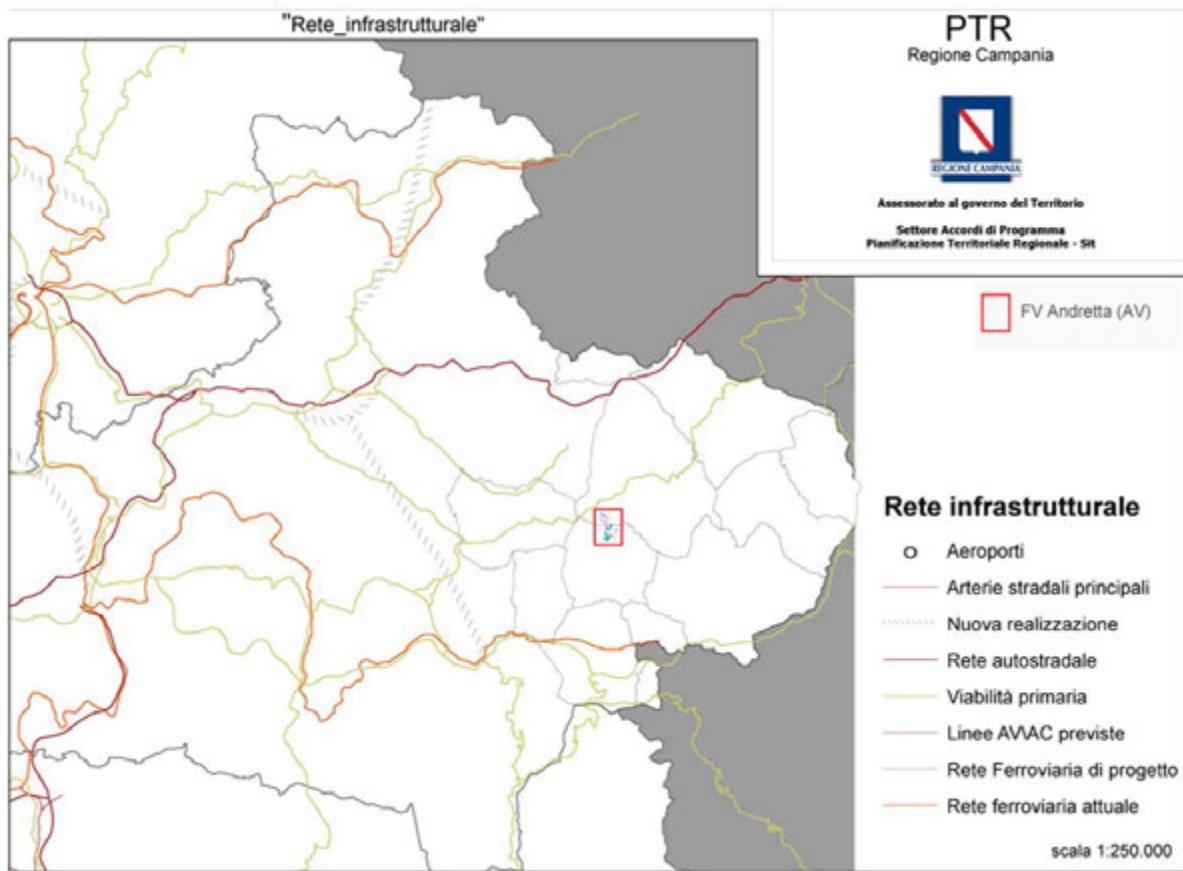 "Rete_infrastrutturale"
PTR
Regione Campania
REGIONE CAMPANIA
Assessorato al governo del Territorio
Settore Accordi di Programma
Pianificazione Territoriale Regionale - Sit
FV Andretta (AV)
Rete infrastrutturale
Aeroporti
Arterie stradali principali
Nuova realizzazione
Rete autostradale
Viabilità primaria
Linee AV\AC previste
Rete Ferroviaria di progetto
Rete ferroviaria attuale
scala 1:250.000